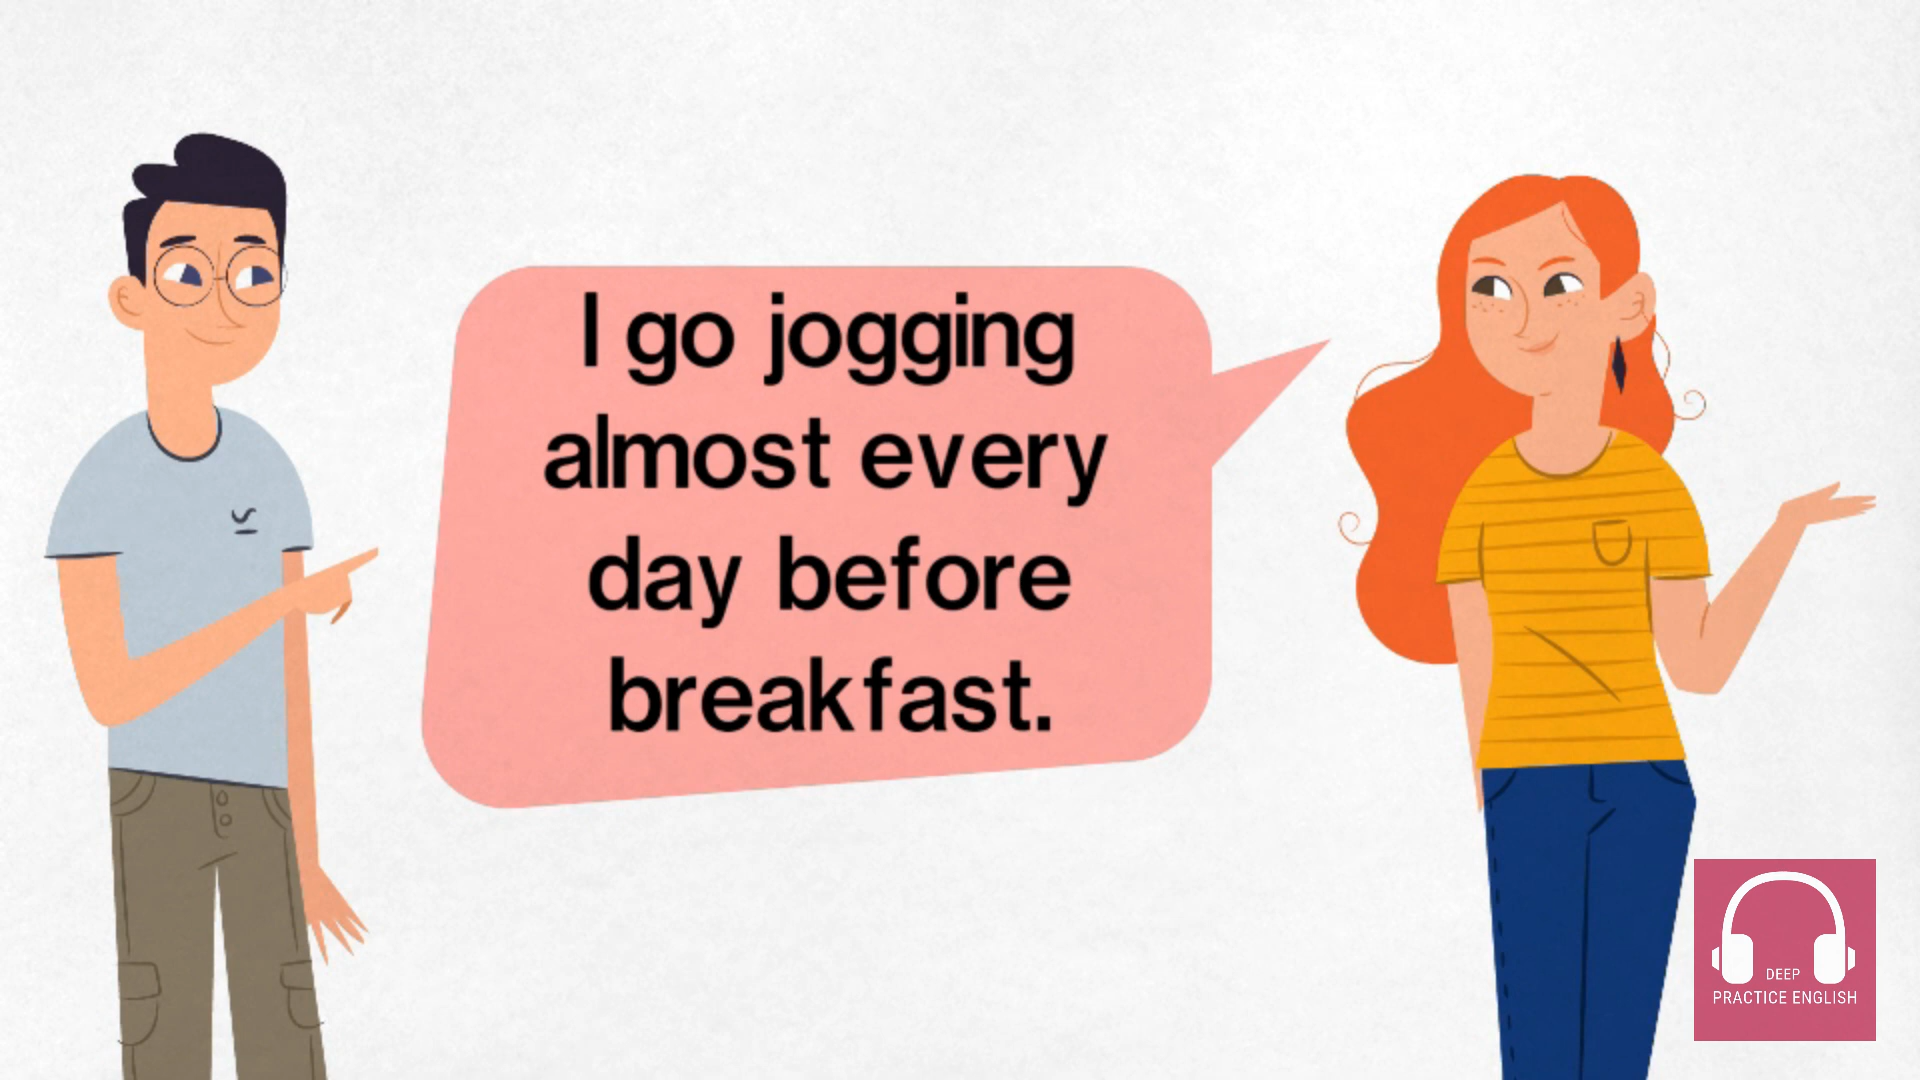 I go jogging
almost every
day before
breakfast.
DEEP
PRACTICE ENGLISH